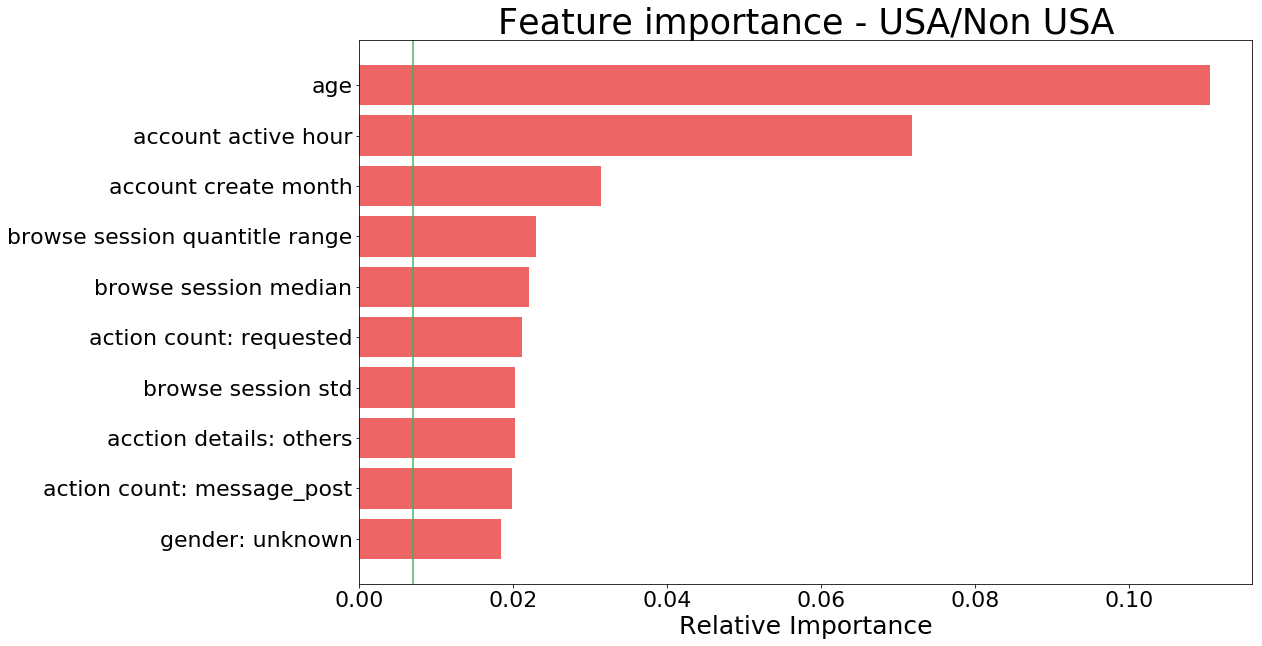 Feature importance - USA/Non USA
age
account active hour
account create month
browse session quantitle range
browse session median
action count: requested
browse session std
acction details: others
action count: message_post
gender: unknown
0.00 0.02 0.04 0.06 0.08 0.10
Relative Importance